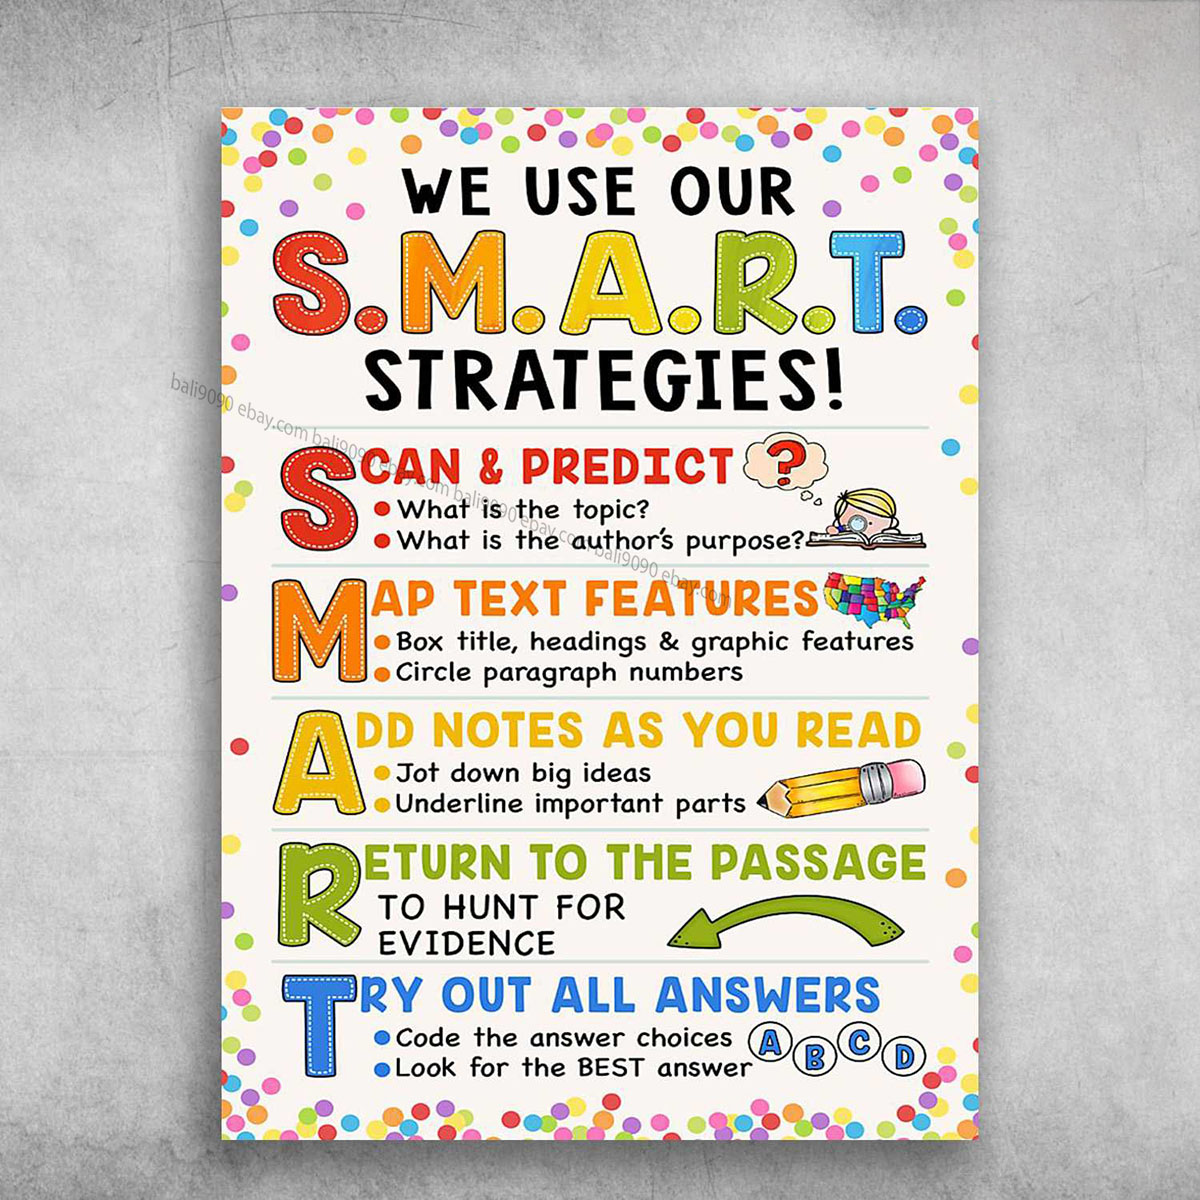 WE USE OUR
S.M.A.R.T.
STRATEGIES!
SCAN & PREDICT
• What is the topic?
• What is the author's purpose?
?
MAP TEXT FEATURES
• Box title, headings & graphic features
• Circle paragraph numbers
ADD NOTES AS YOU READ
• Jot down big ideas
• Underline important parts
RETURN TO THE PASSAGE
TO HUNT FOR
EVIDENCE
TRY OUT ALL ANSWERS
• Code the answer choices
• Look for the BEST answer
A B C D
bali9090 ebay.com bali9090 ebay.com bali9090 ebay.com bali9090 ebay.com